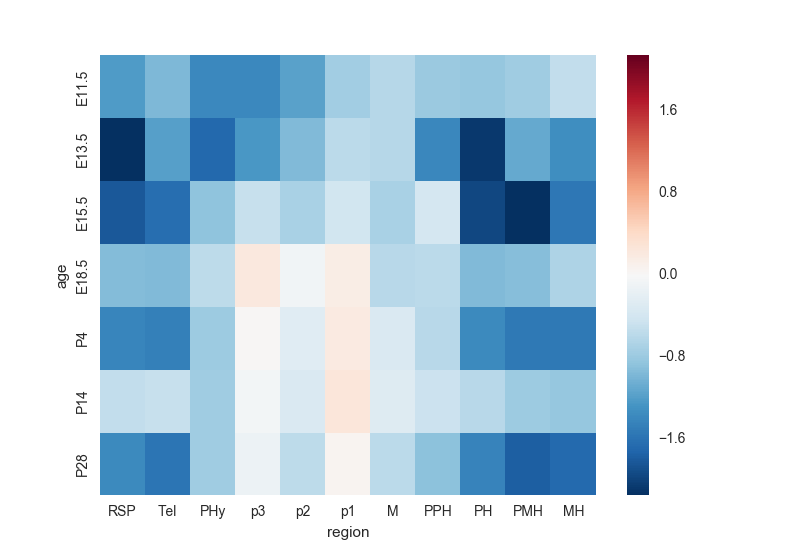 E11.5
E13.5
E15.5
E18.5
P4
P14
P28
age
RSP Tel PHy p3 p2 p1 M PPH PH PMH MH
region
1.6
0.8
0.0
−0.8
−1.6